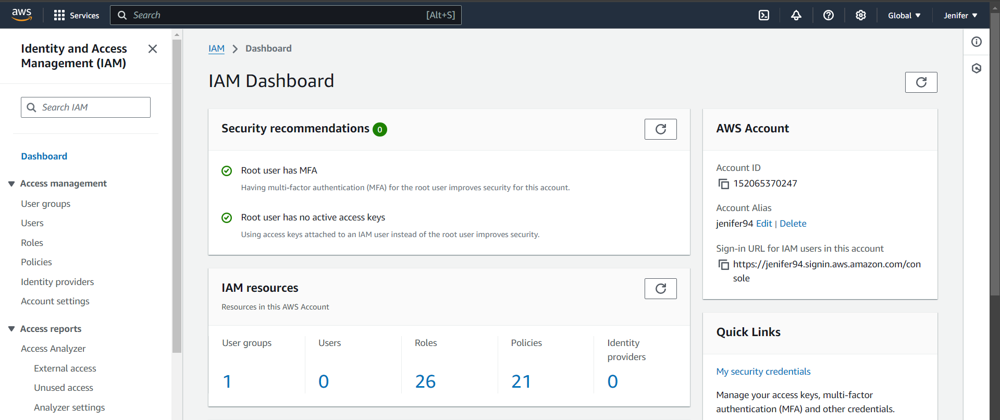 aws
Services
Search
[Alt+S]
Global
Jenifer
Identity and Access
Management (IAM)
Search IAM
Dashboard
Access management
User groups
Users
Roles
Policies
Identity providers
Account settings
Access reports
Access Analyzer
External access
Unused access
Analyzer settings
IAM
Dashboard
IAM Dashboard
Security recommendations 0
Root user has MFA
Having multi-factor authentication (MFA) for the root user improves security for this account.
Root user has no active access keys
Using access keys attached to an IAM user instead of the root user improves security.
IAM resources
Resources in this AWS Account
User groups
1
Users
0
Roles
26
Policies
21
Identity
providers
0
AWS Account
Account ID
152065370247
Account Alias
jenifer94 Edit | Delete
Sign-in URL for IAM users in this account
https://jenifer94.signin.aws.amazon.com/con
sole
Quick Links
My security credentials
Manage your access keys, multi-factor
authentication (MFA) and other credentials.